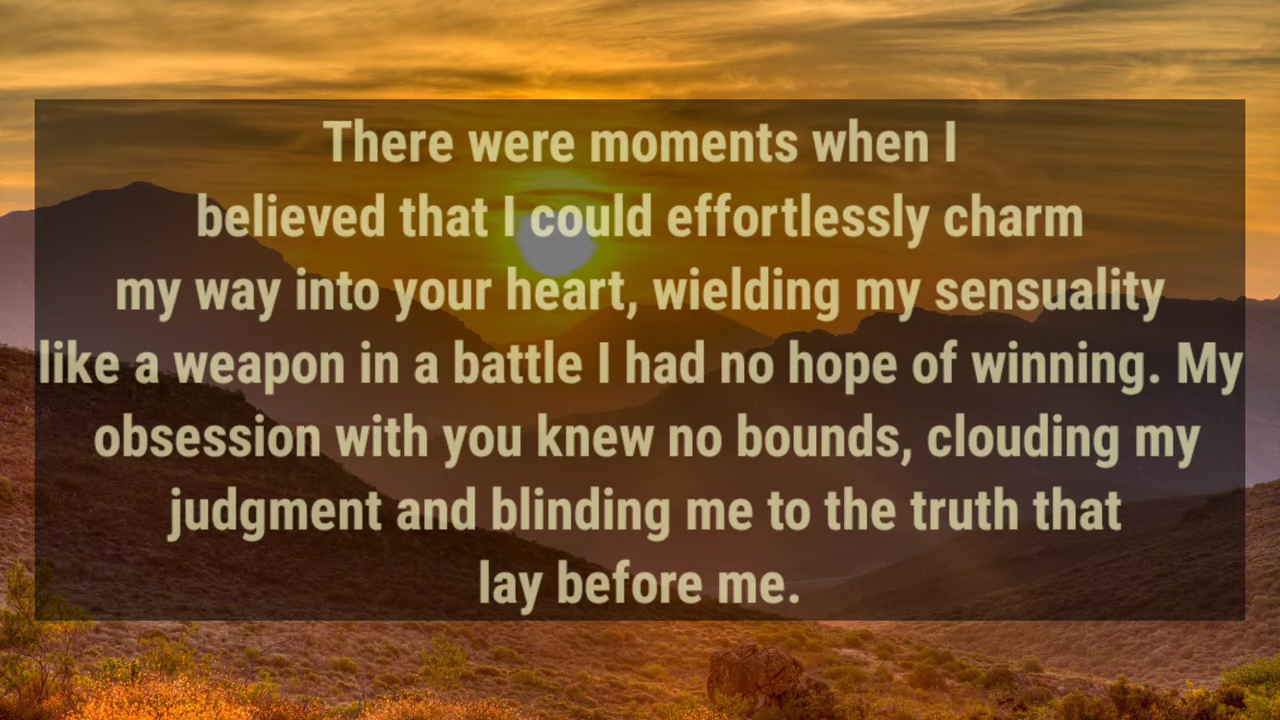 There were moments when I
believed that I could effortlessly charm
my way into your heart, wielding my sensuality
like a weapon in a battle I had no hope of winning. My
obsession with you knew no bounds, clouding my
judgment and blinding me to the truth that
lay before me.